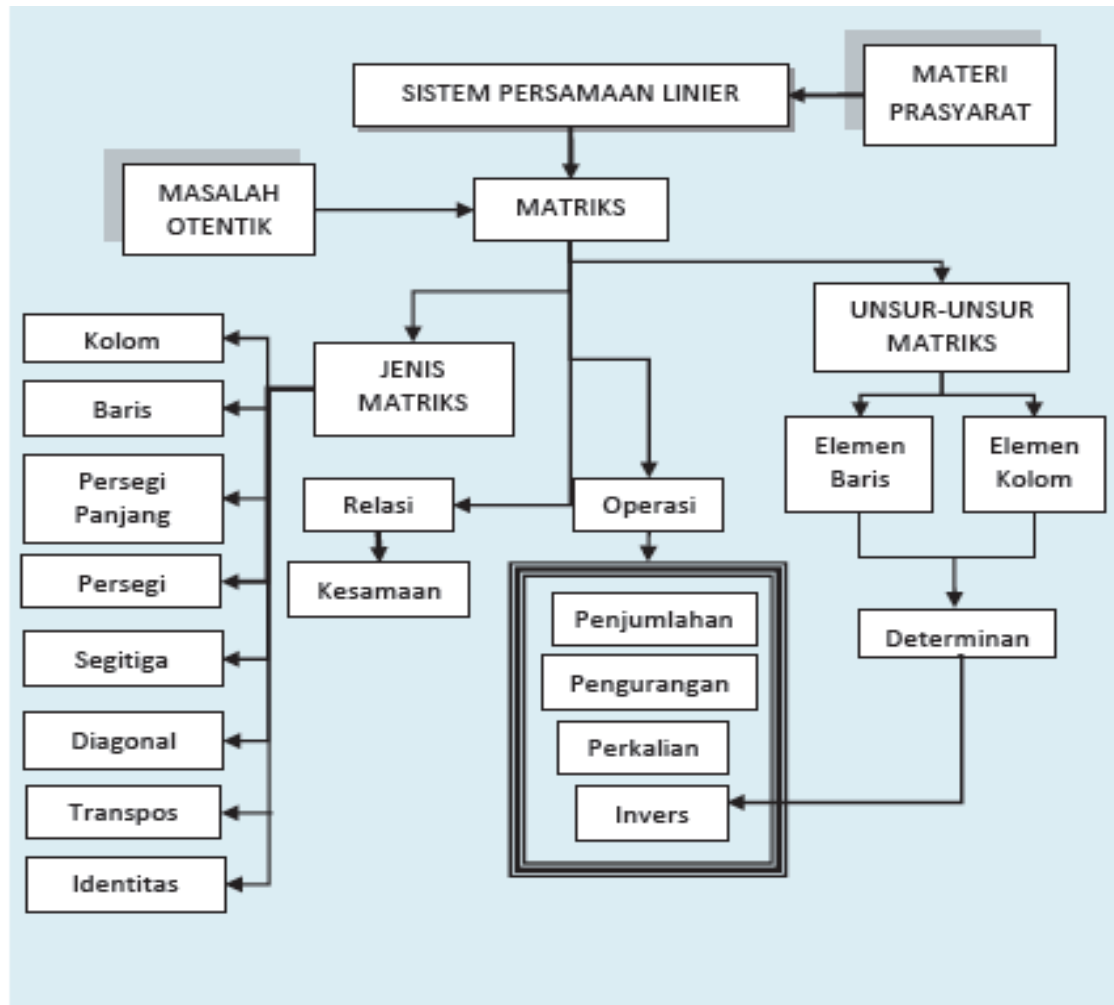 SISTEM PERSAMAAN LINIER
MATERI
PRASYARAT
MASALAH
OTENTIK
MATRIKS
JENIS
MATRIKS
UNSUR-UNSUR
MATRIKS
Kolom
Baris
Persegi
Panjang
Persegi
Segitiga
Diagonal
Transpos
Identitas
Relasi
Kesamaan
Operasi
Penjumlahan
Pengurangan
Perkalian
Invers
Elemen
Baris
Elemen
Kolom
Determinan